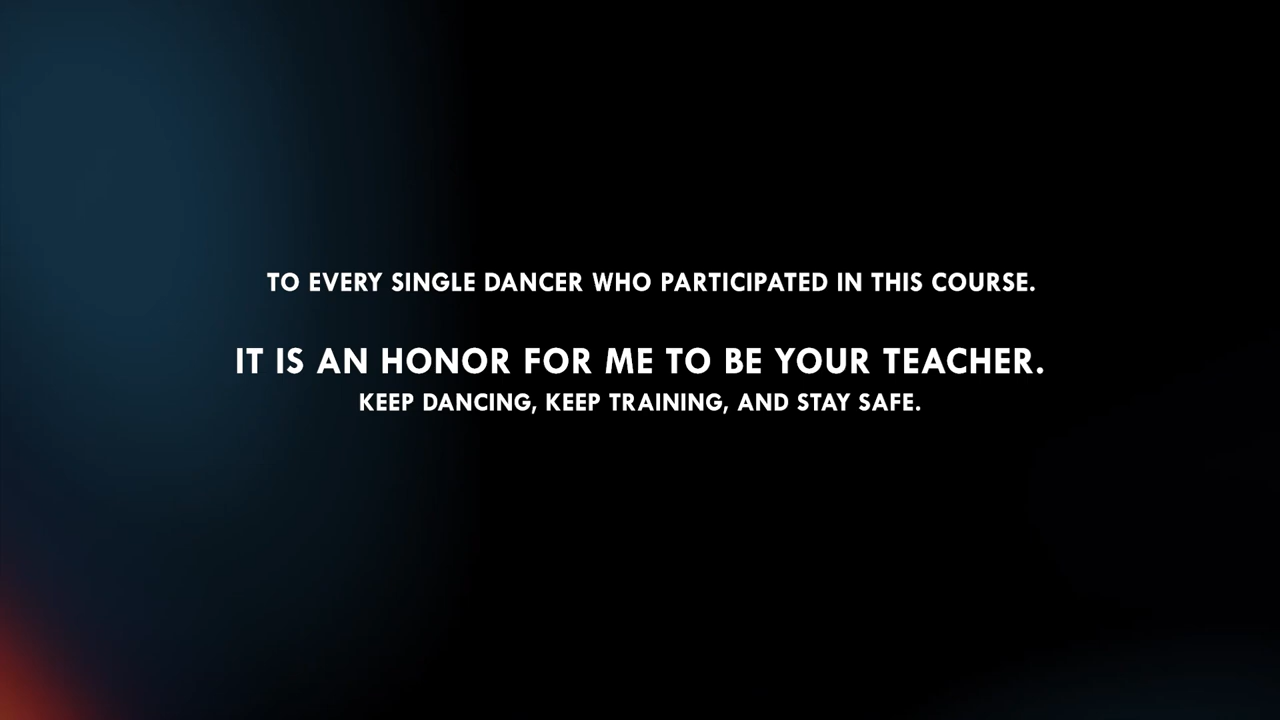 TO EVERY SINGLE DANCER WHO PARTICIPATED IN THIS COURSE.
IT IS AN HONOR FOR ME TO BE YOUR TEACHER.
KEEP DANCING, KEEP TRAINING, AND STAY SAFE.